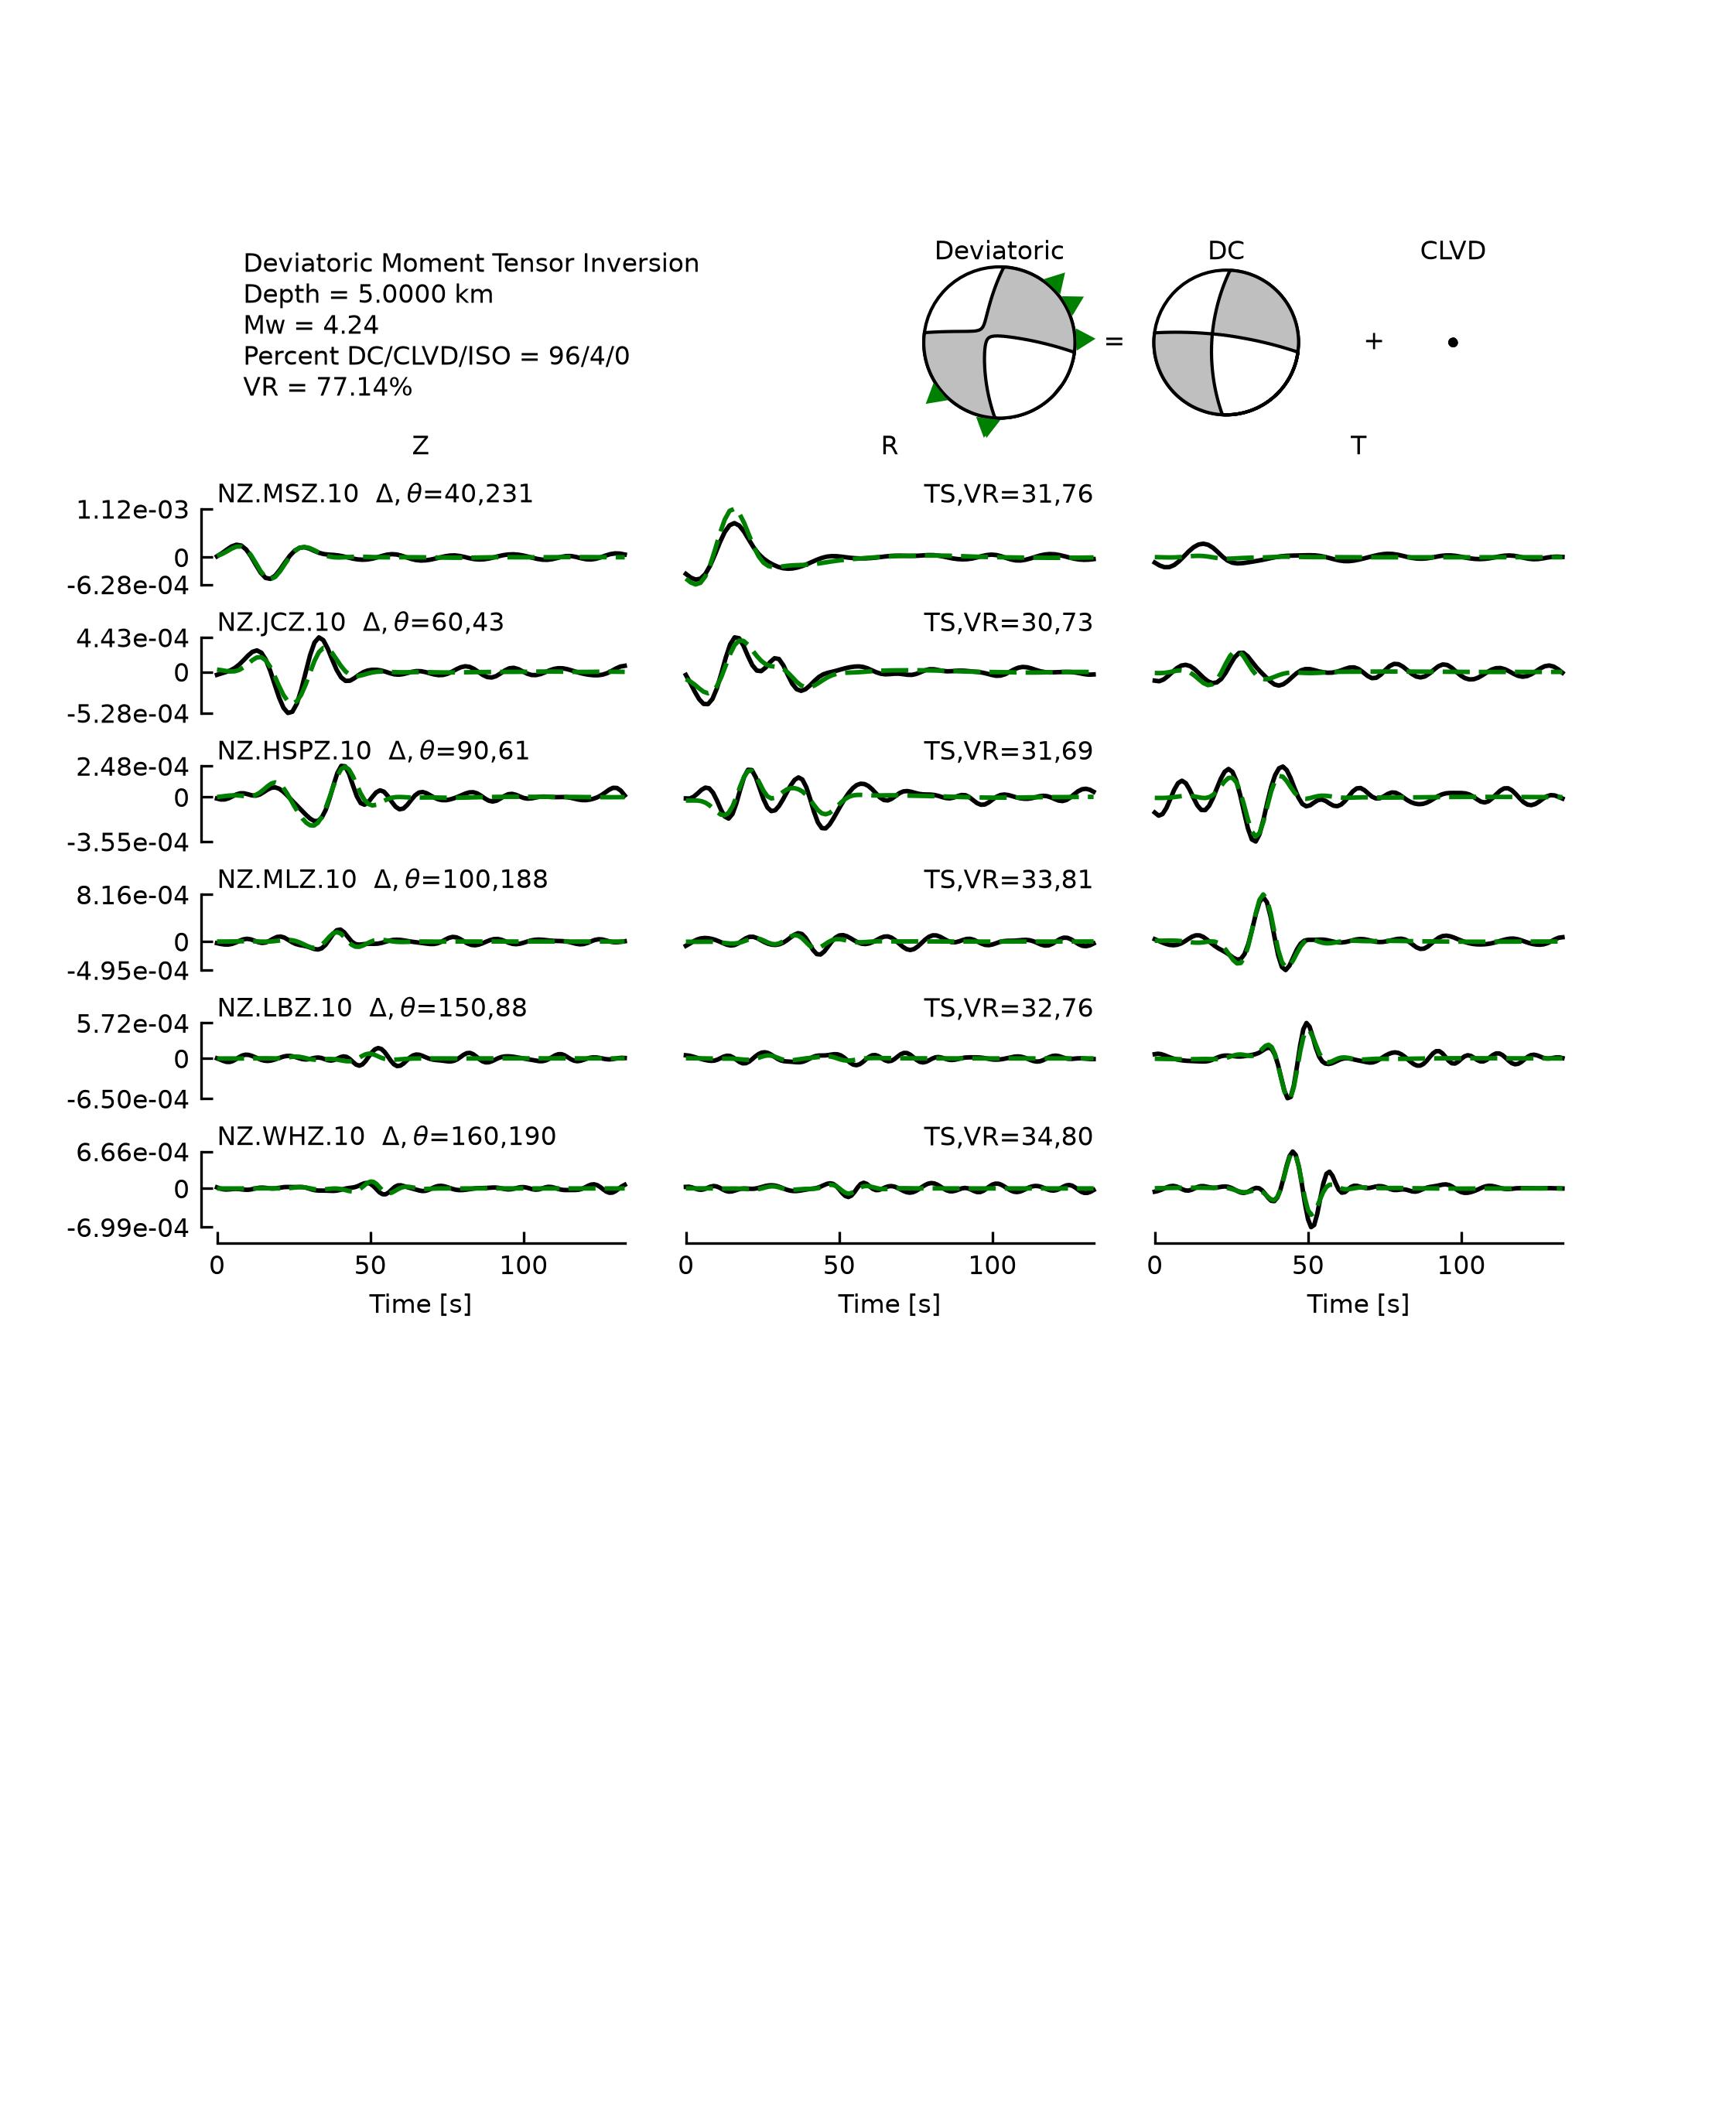 Deviatoric Moment Tensor Inversion
Depth = 5.0000 km
Mw = 4.24
Percent DC/CLVD/ISO = 96/4/0
VR = 77.14%
Deviatoric DC CLVD
= + 
Z R T
NZ.MSZ.10 Δ, θ=40,231 TS,VR=31,76
1.12e-03
0
-6.28e-04
NZ.JCZ.10 Δ, θ=60,43 TS,VR=30,73
4.43e-04
0
-5.28e-04
NZ.HSPZ.10 Δ, θ=90,61 TS,VR=31,69
2.48e-04
0
-3.55e-04
NZ.MLZ.10 Δ, θ=100,188 TS,VR=33,81
8.16e-04
0
-4.95e-04
NZ.LBZ.10 Δ, θ=150,88 TS,VR=32,76
5.72e-04
0
-6.50e-04
NZ.WHZ.10 Δ, θ=160,190 TS,VR=34,80
6.66e-04
0
-6.99e-04
0 50 100 0 50 100 0 50 100
Time [s] Time [s] Time [s]